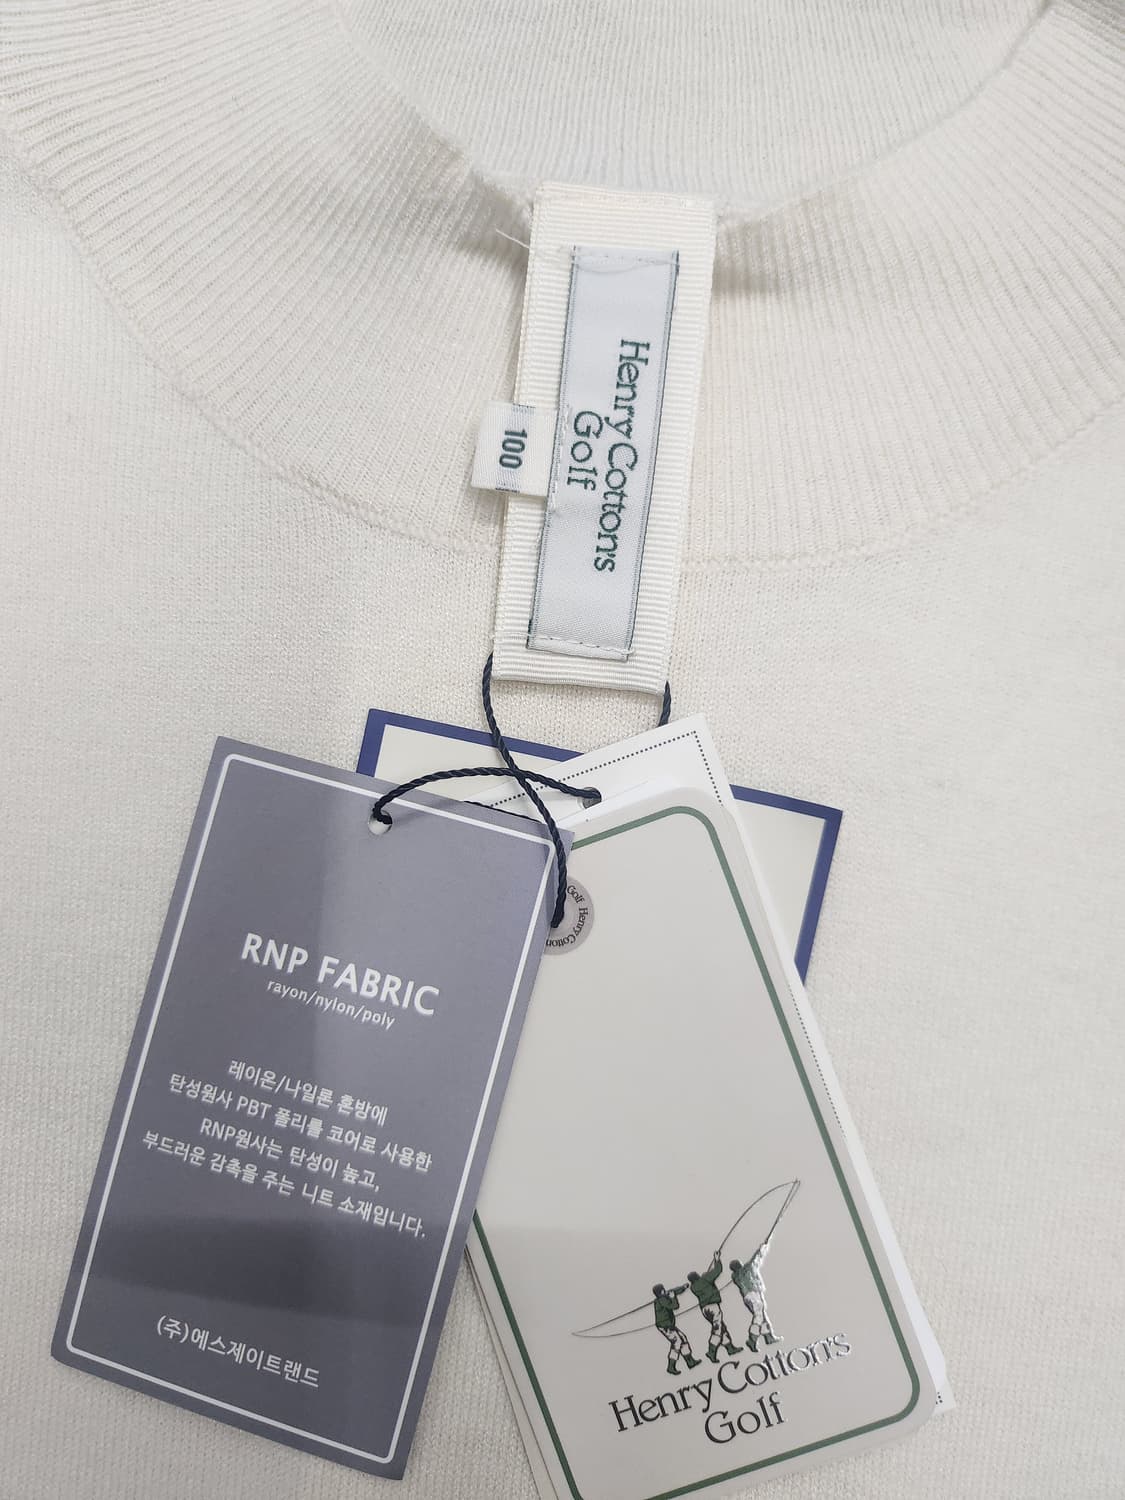 Henry Cotton's
Golf
100
Golf Henry Cotton
RNP FABRIC
rayon/nylon/poly
레이온/나일론 혼방에
탄성원사 PBT 폴리를 코어로 사용한
RNP원사는 탄성이 높고,
부드러운 감촉을 주는 니트 소재입니다.
(주)에스제이트랜드
Henry Cotton's
Golf